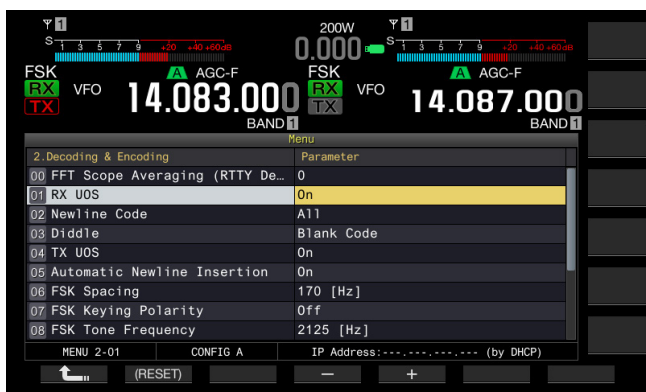 1 200W 1
S 1 3 5 7 9 +20 +40 +60dB 0.000 S 1 3 5 7 9 +20 +40 +60dB
FSK A AGC-F FSK A AGC-F
RX VFO 14.083.000 RX VFO 14.087.000
TX TX
BAND 1 BAND 1
Menu
2.Decoding & Encoding Parameter
00 FFT Scope Averaging (RTTY De... 0
01 RX UOS On
02 Newline Code All
03 Diddle Blank Code
04 TX UOS On
05 Automatic Newline Insertion On
06 FSK Spacing 170 [Hz]
07 FSK Keying Polarity Off
08 FSK Tone Frequency 2125 [Hz]
MENU 2-01 CONFIG A IP Address:---.---.---.--- (by DHCP)
(RESET) − +